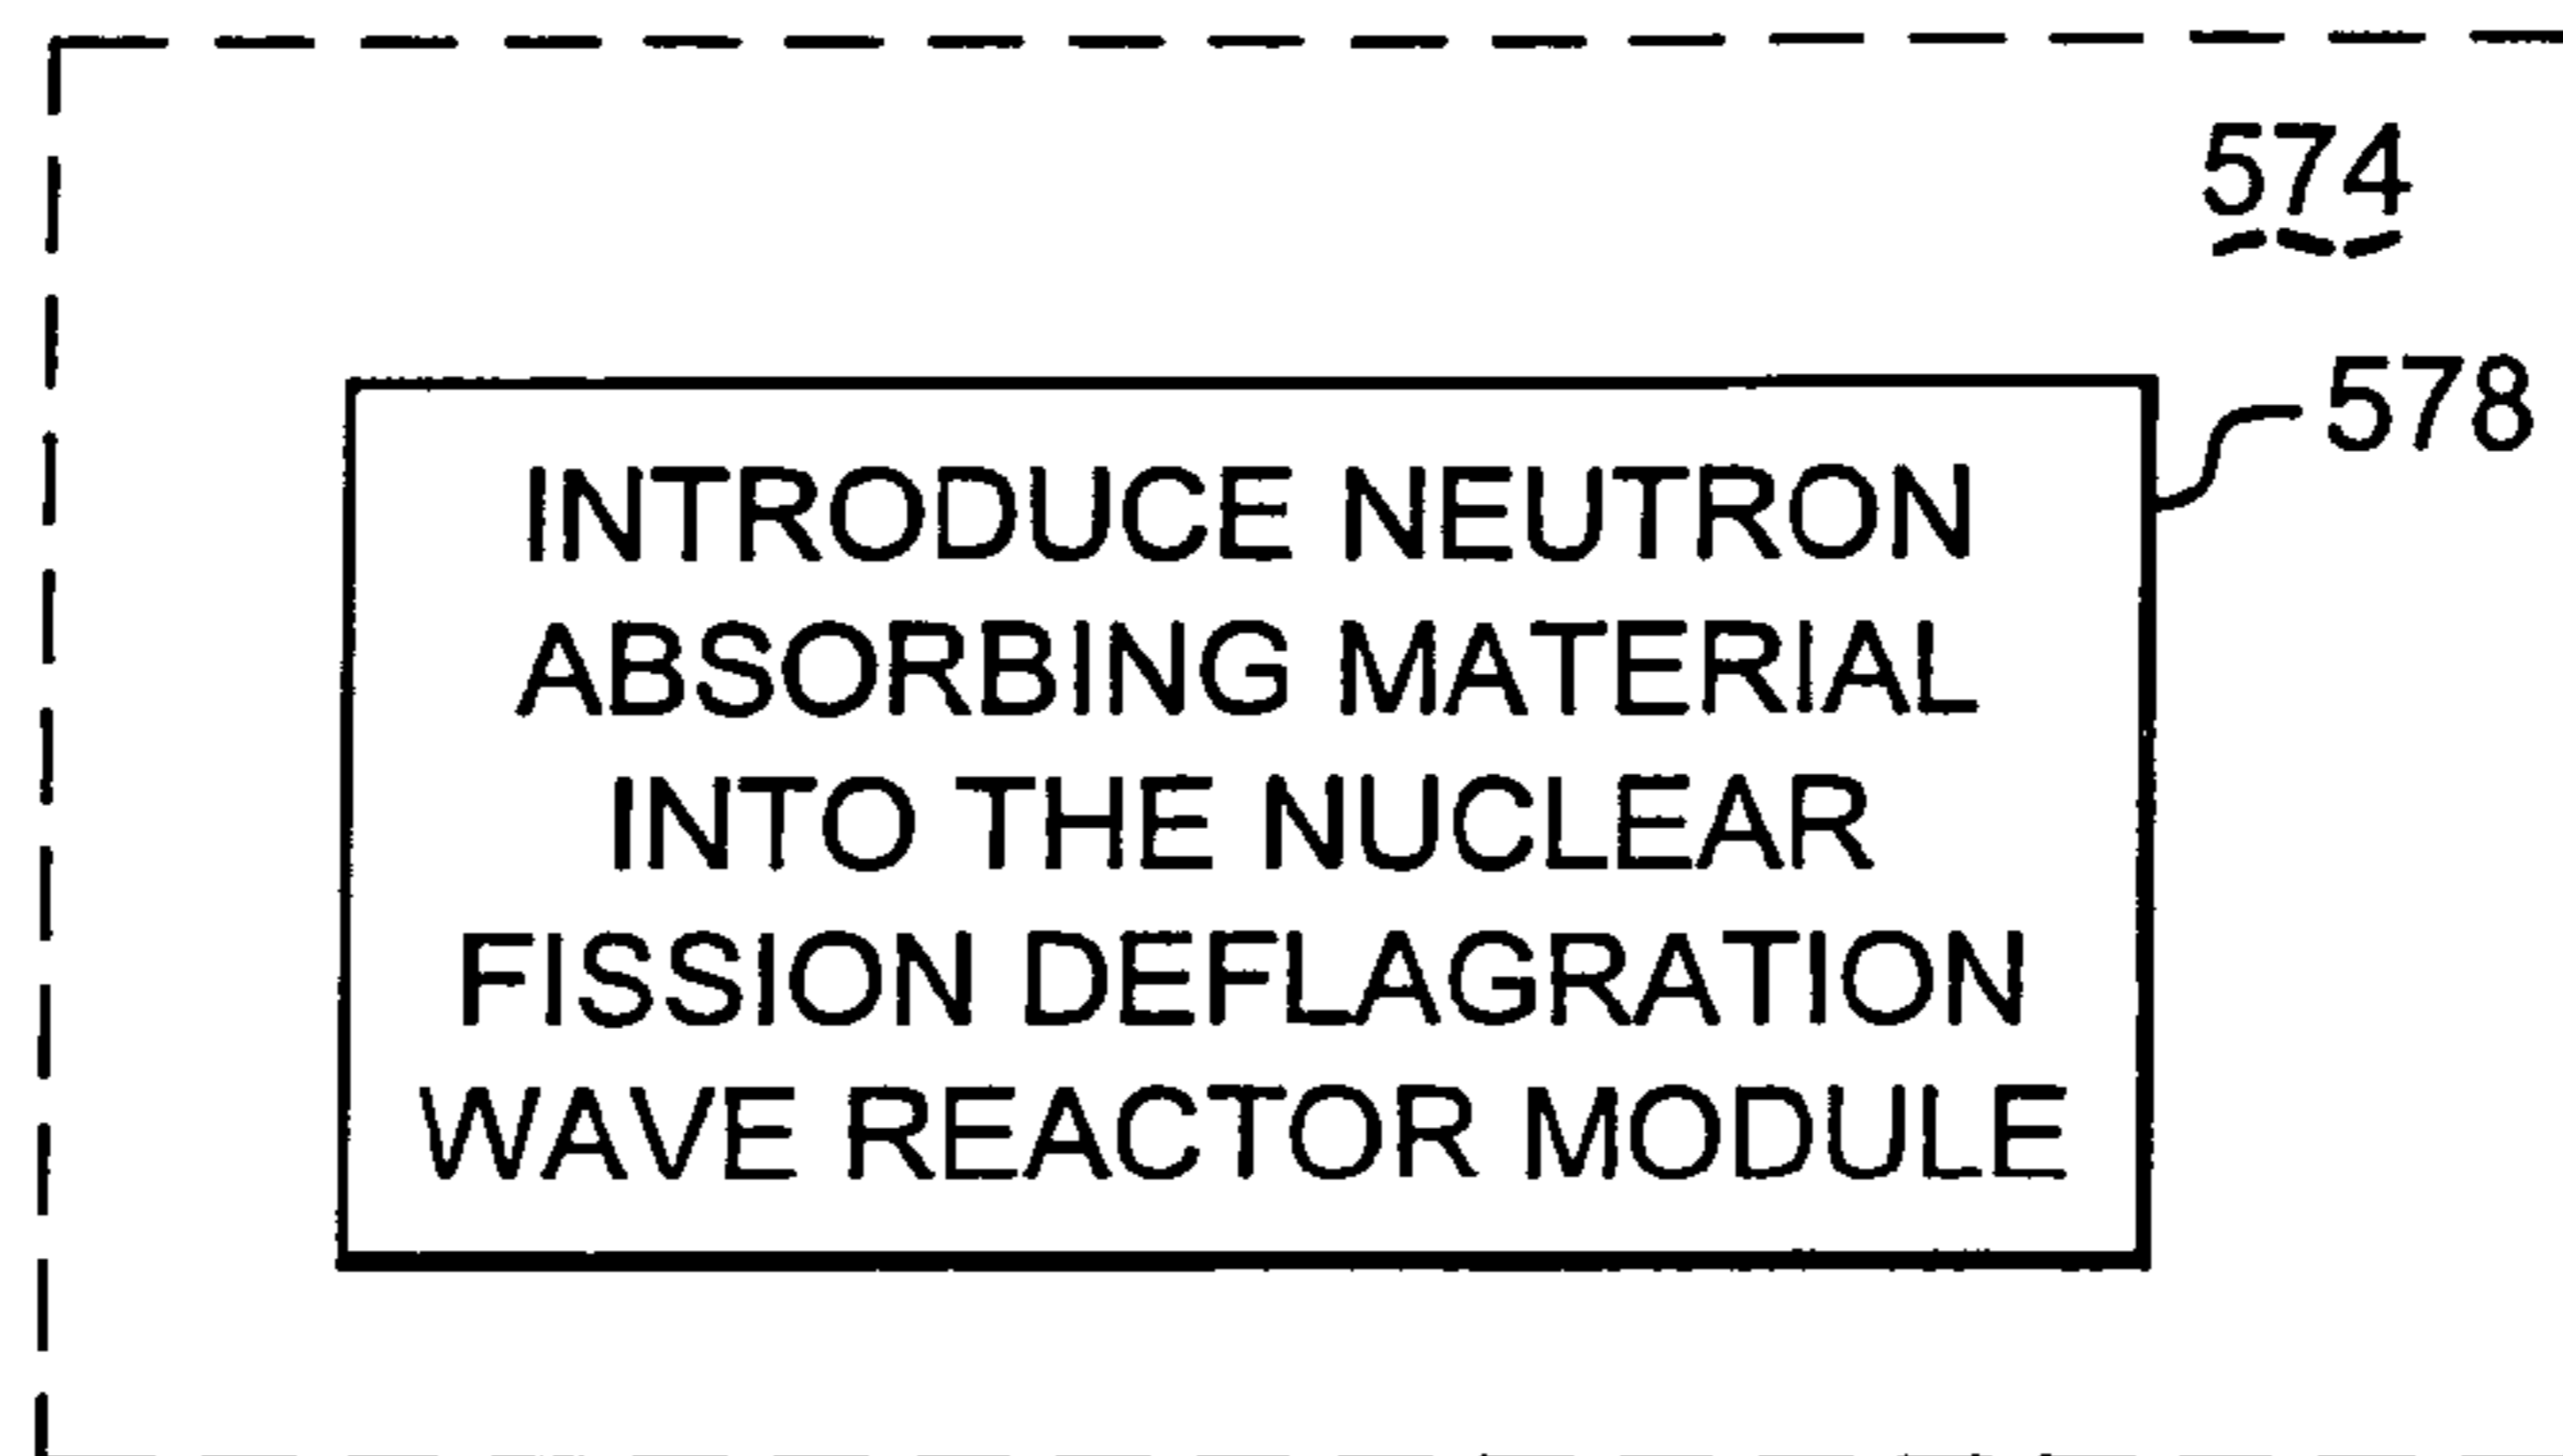 574
578
INTRODUCE NEUTRON
ABSORBING MATERIAL
INTO THE NUCLEAR
FISSION DEFLAGRATION
WAVE REACTOR MODULE